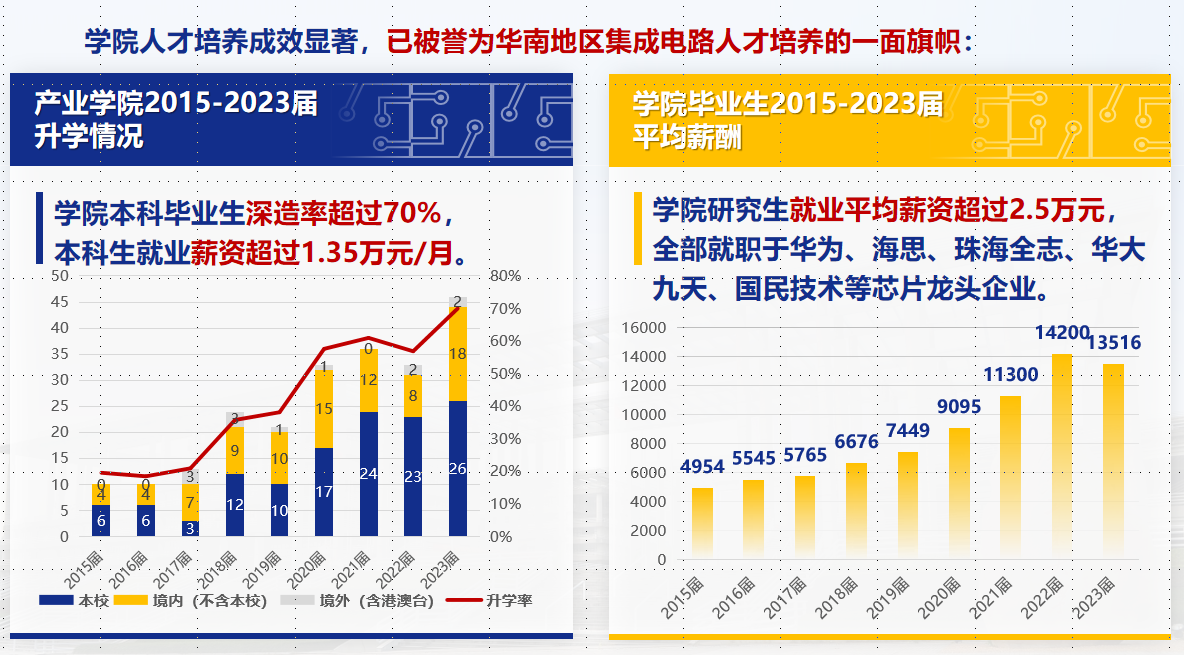 学院人才培养成效显著，已被誉为华南地区集成电路人才培养的一面旗帜：
产业学院2015-2023届
升学情况
学院本科毕业生深造率超过70%，
本科生就业薪资超过1.35万元/月。
50
45
40
35
30
25
20
15
10
5
0
80%
70%
60%
50%
40%
30%
20%
10%
0%
0
4
6
0
4
6
3
7
3
3
9
12
1
10
10
1
15
17
0
12
24
2
8
23
2
18
26
2015届
2016届
2017届
2018届
2019届
2020届
2021届
2022届
2023届
本校 境内（不含本校） 境外（含港澳台） 升学率
学院毕业生2015-2023届
平均薪酬
学院研究生就业平均薪资超过2.5万元，
全部就职于华为、海思、珠海全志、华大
九天、国民技术等芯片龙头企业。
16000
14000
12000
10000
8000
6000
4000
2000
0
4954
5545
5765
6676
7449
9095
11300
14200
13516
2015届
2016届
2017届
2018届
2019届
2020届
2021届
2022届
2023届